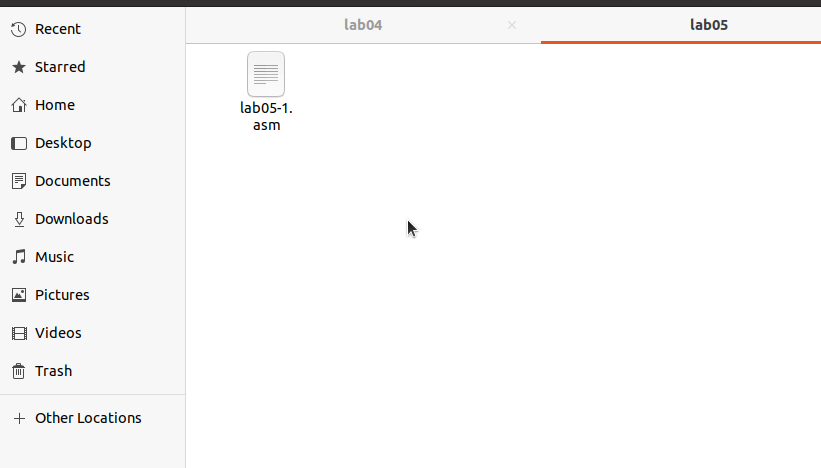 Recent
Starred
Home
Desktop
Documents
Downloads
Music
Pictures
Videos
Trash
Other Locations
lab04
lab05
lab05-1.
asm